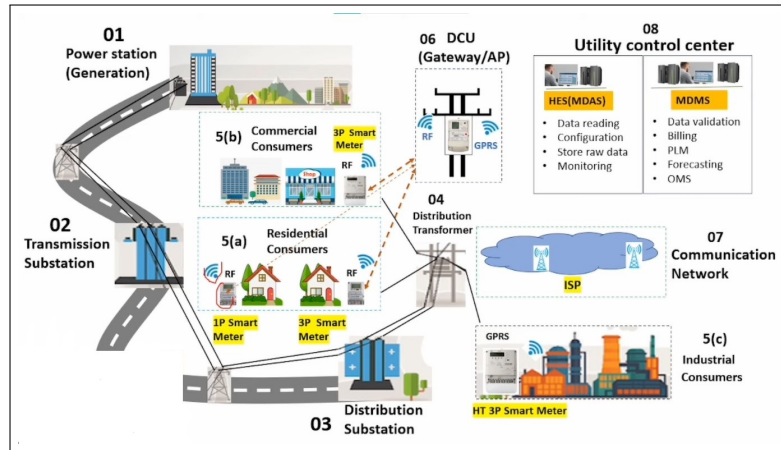 01
Power station
(Generation)
06
DCU
(Gateway/AP)
RF
GPRS
08
Utility control center
HES(MDAS)
• Data reading
• Configuration
• Store raw data
• Monitoring
MDMS
• Data validation
• Billing
• PLM
• Forecasting
• OMS
5(b)
Commercial
Consumers
3P Smart
Meter
RF
Shop
02
Transmission
Substation
5(a)
Residential
Consumers
RF
RF
1P Smart
Meter
3P Smart
Meter
04
Distribution
Transformer
07
Communication
Network
ISP
03
Distribution
Substation
GPRS
HT 3P Smart Meter
5(c)
Industrial
Consumers